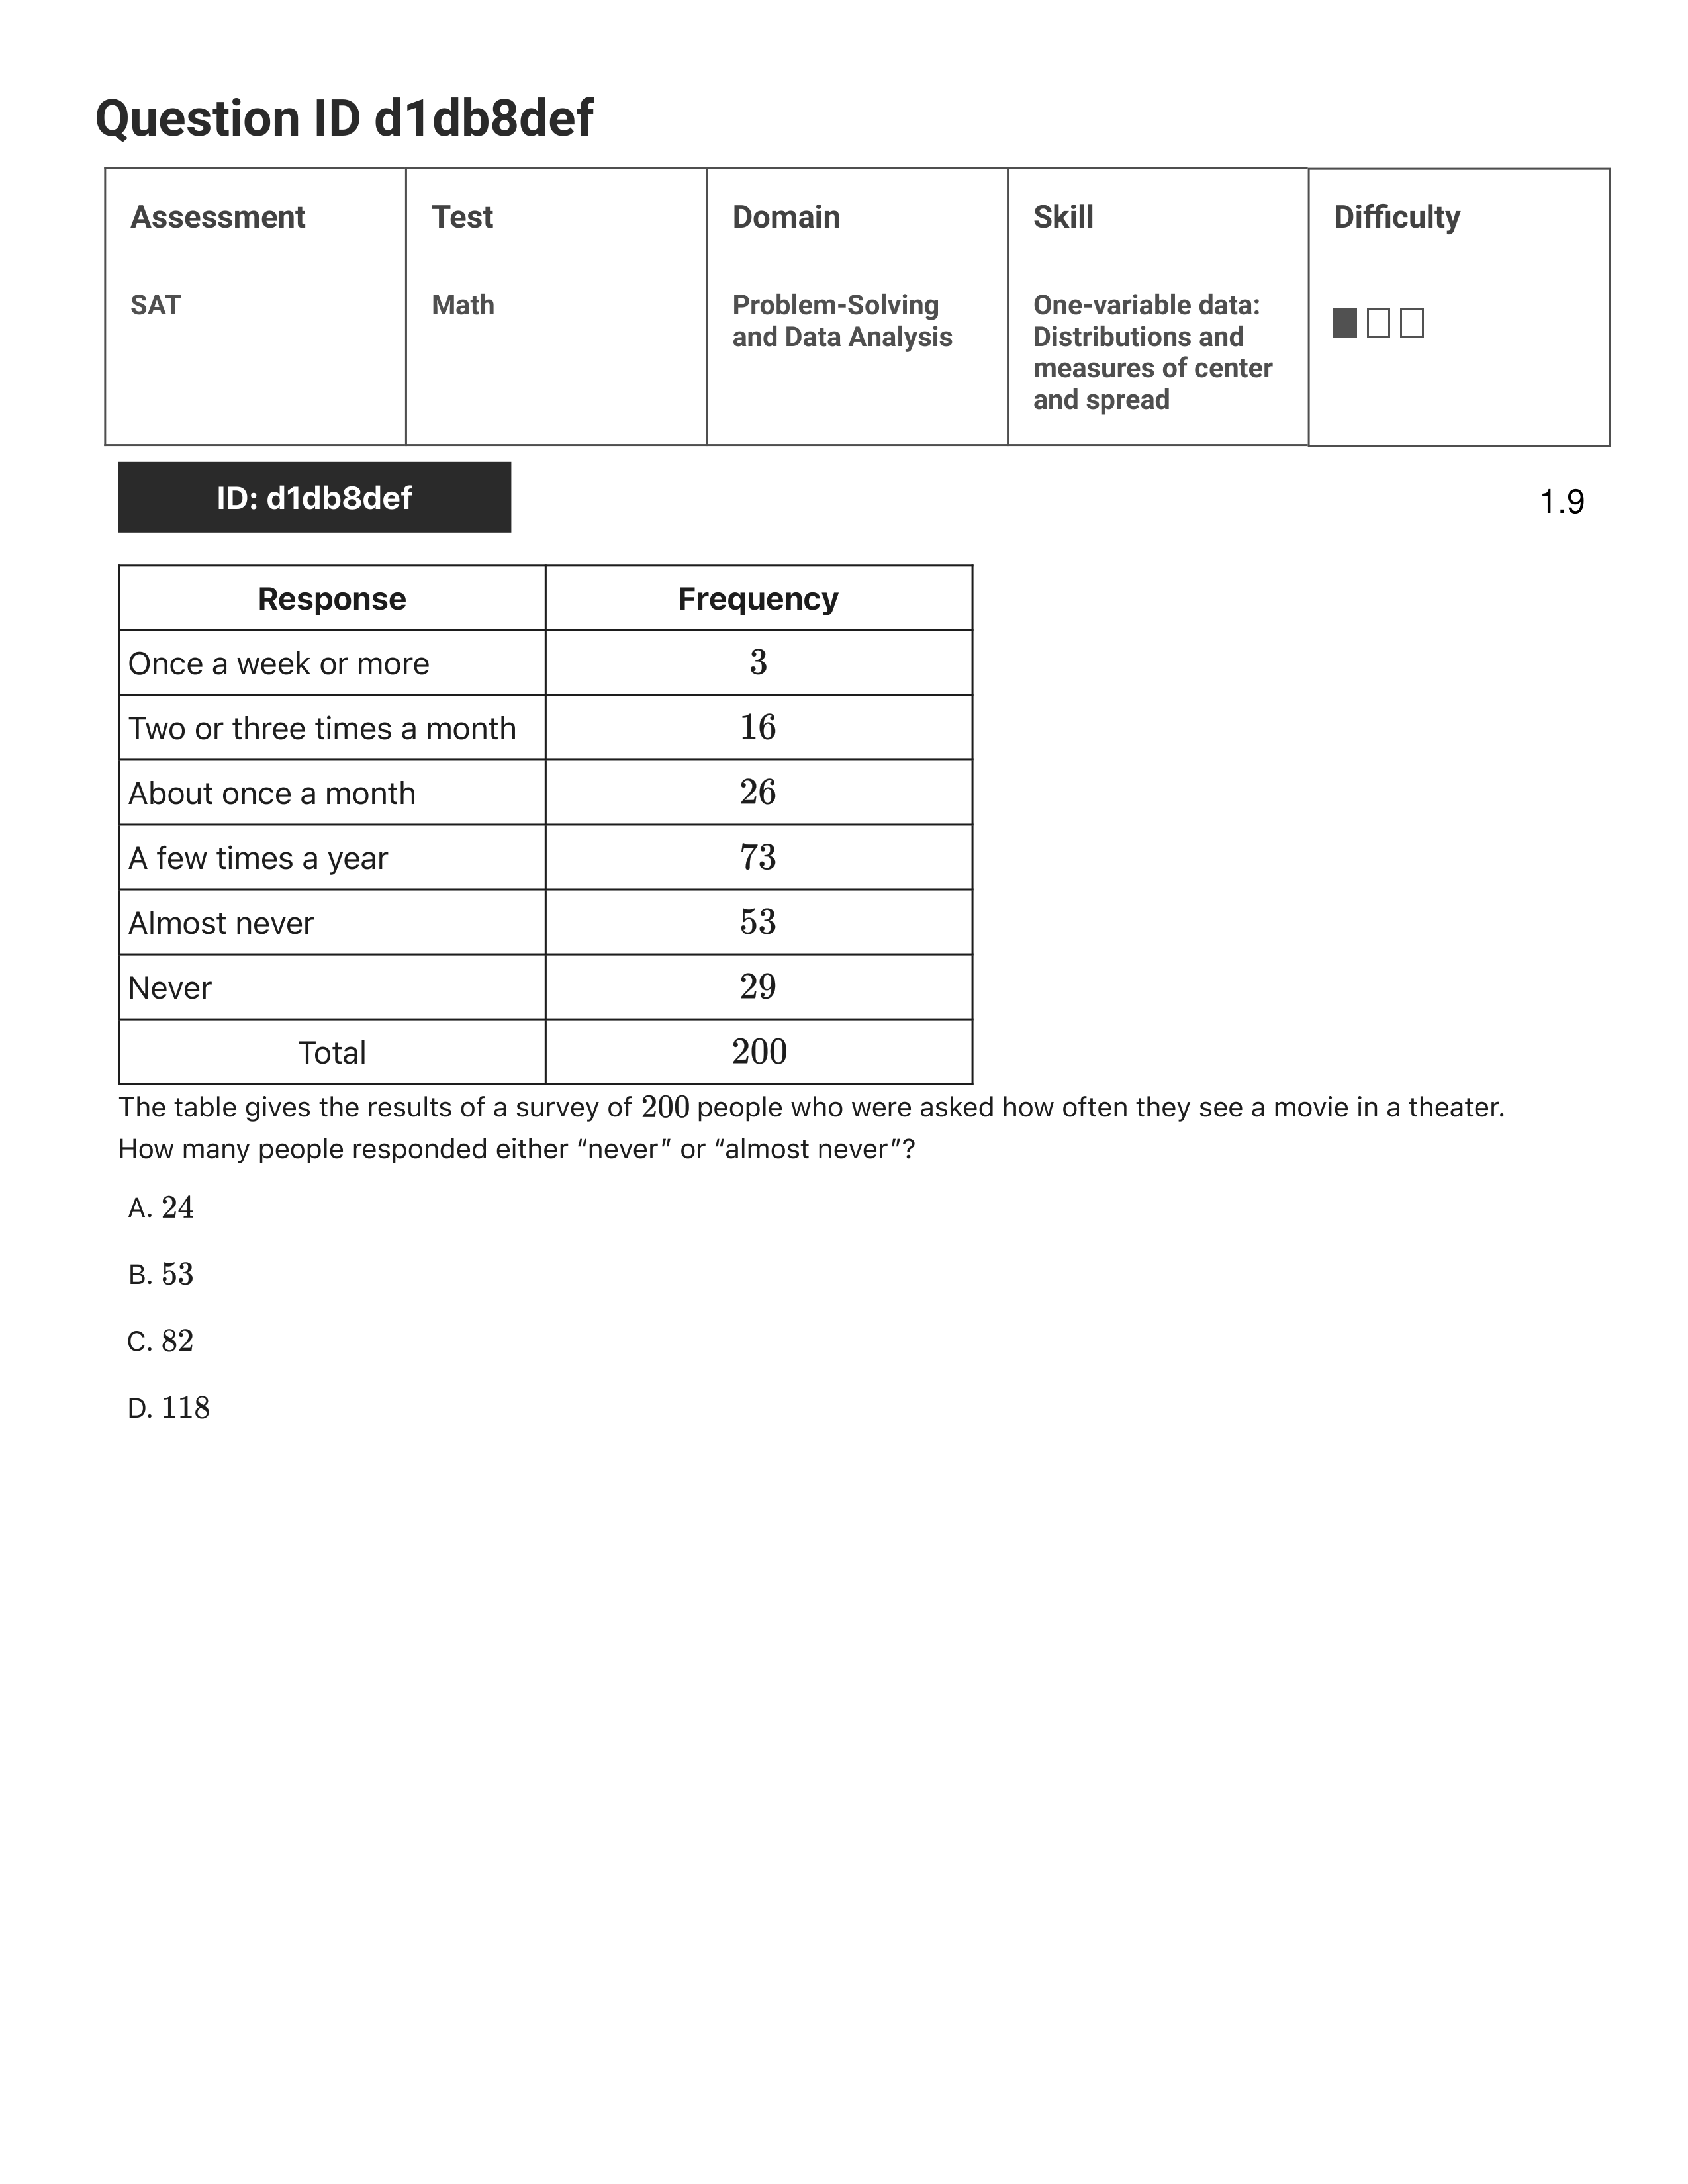 Question ID d1db8def
Assessment
Test
Domain
Skill
Difficulty
SAT
Math
Problem-Solving
and Data Analysis
One-variable data:
Distributions and
measures of center
and spread
ID: d1db8def
1.9
Response Frequency
Once a week or more 3
Two or three times a month 16
About once a month 26
A few times a year 73
Almost never 53
Never 29
Total 200
The table gives the results of a survey of 200 people who were asked how often they see a movie in a theater.
How many people responded either “never” or “almost never”?
A. 24
B. 53
C. 82
D. 118